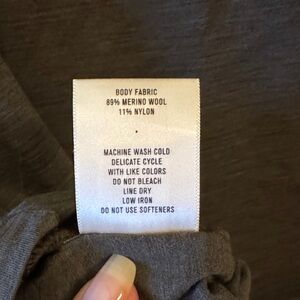 BODY FABRIC
89% MERINO WOOL
11% NYLON
MACHINE WASH COLD
DELICATE CYCLE
WITH LIKE COLORS
DO NOT BLEACH
LINE DRY
LOW IRON
DO NOT USE SOFTENERS